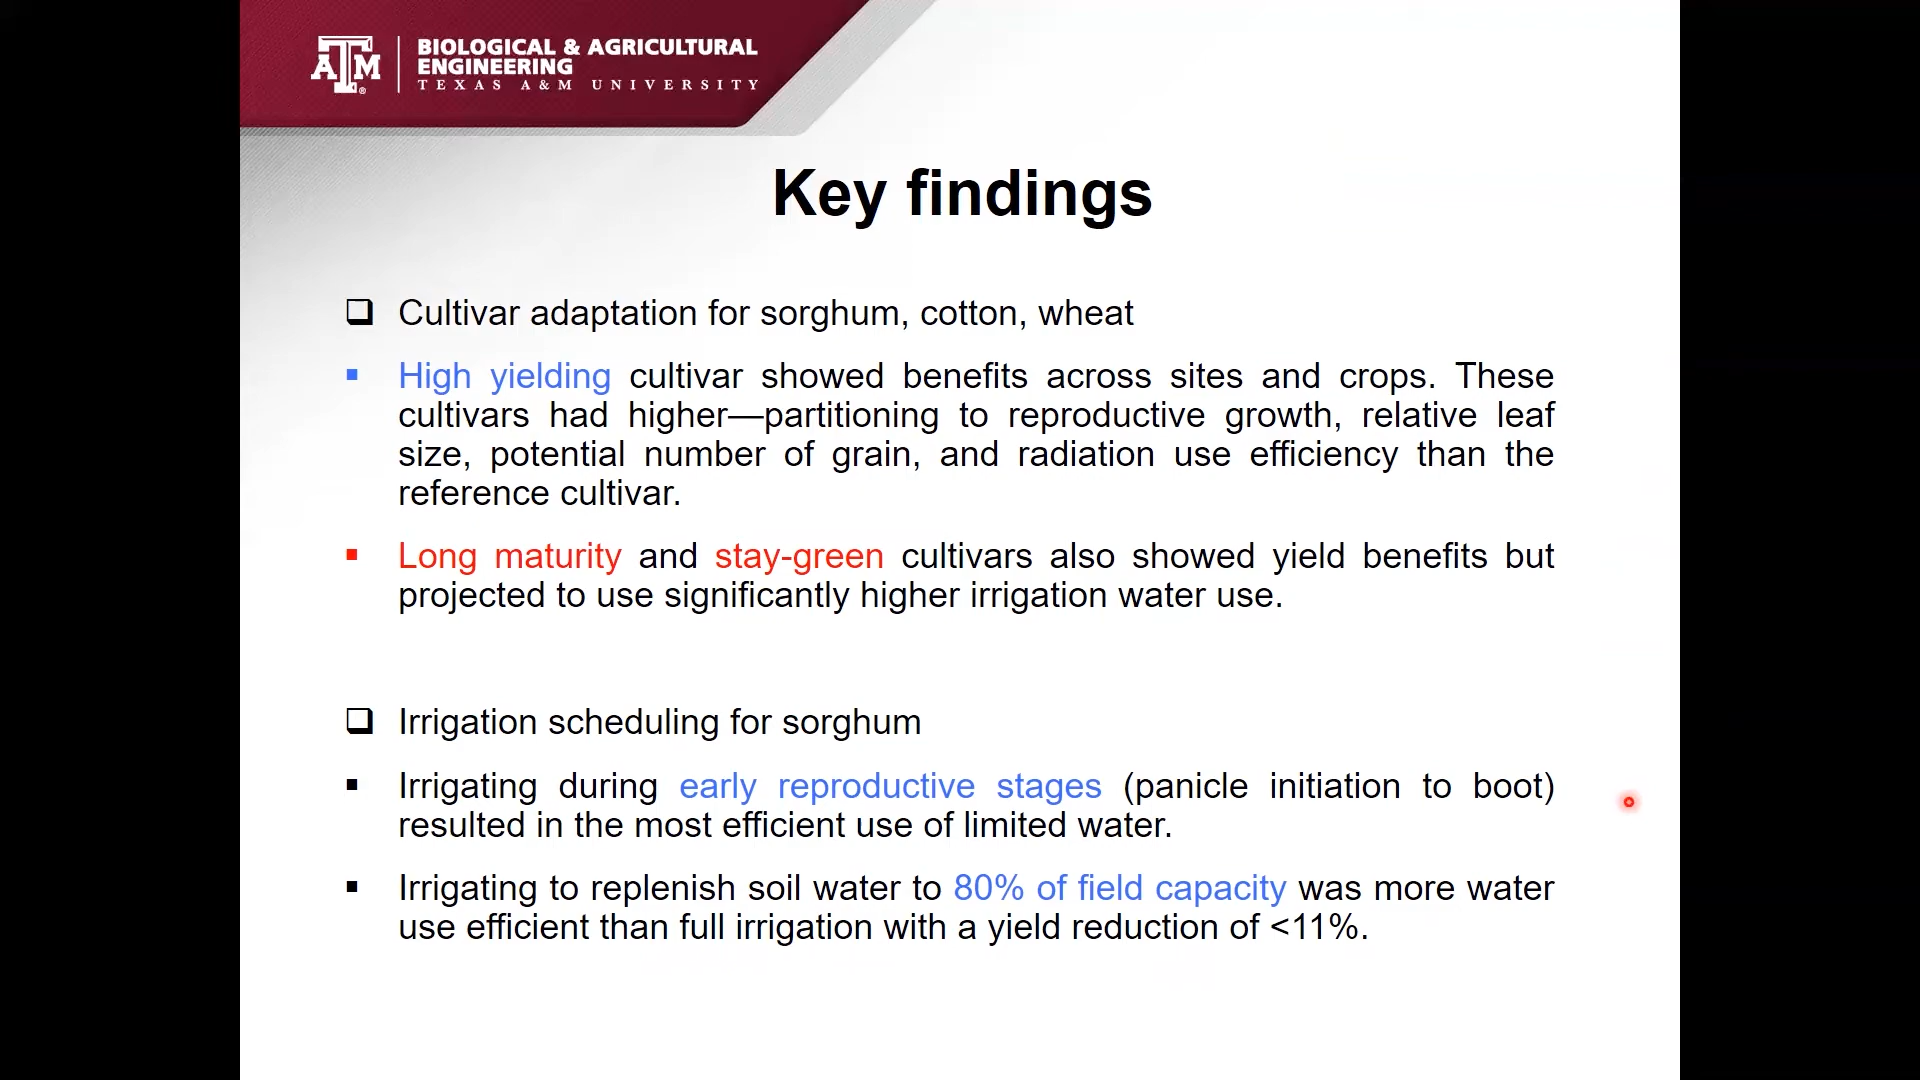 BIOLOGICAL & AGRICULTURAL
ENGINEERING
TEXAS A&M UNIVERSITY
ATM
Key findings
❑ Cultivar adaptation for sorghum, cotton, wheat
▪ High yielding cultivar showed benefits across sites and crops. These
cultivars had higher—partitioning to reproductive growth, relative leaf
size, potential number of grain, and radiation use efficiency than the
reference cultivar.
▪ Long maturity and stay-green cultivars also showed yield benefits but
projected to use significantly higher irrigation water use.
❑ Irrigation scheduling for sorghum
▪ Irrigating during early reproductive stages (panicle initiation to boot)
resulted in the most efficient use of limited water.
▪ Irrigating to replenish soil water to 80% of field capacity was more water
use efficient than full irrigation with a yield reduction of <11%.